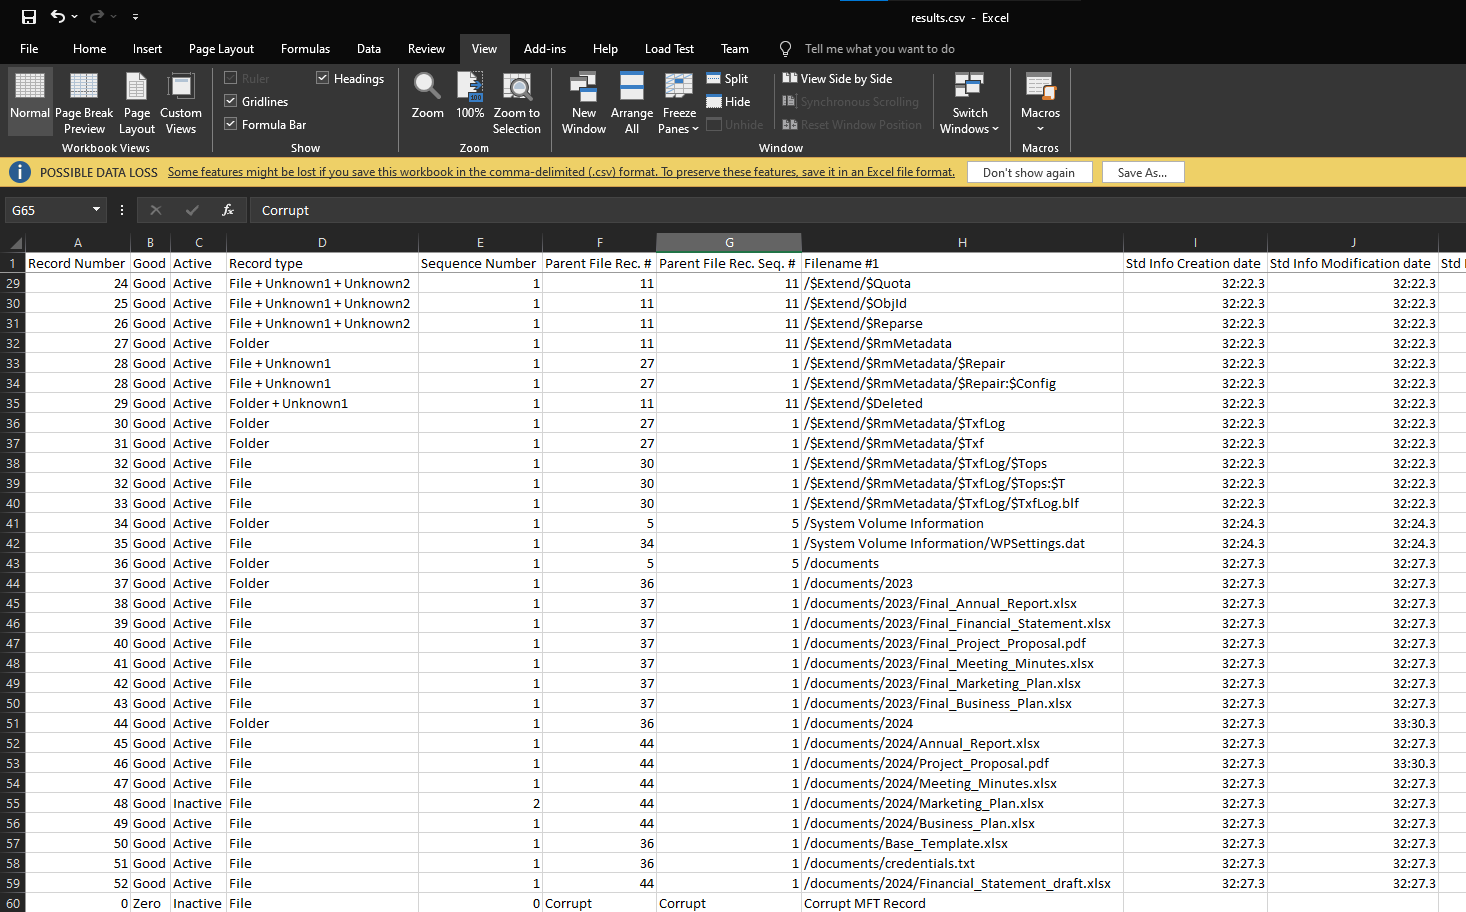 results.csv - Excel
File Home Insert Page Layout Formulas Data Review View Add-ins Help Load Test Team Tell me what you want to do
Normal Page Break Preview Page Layout Custom Views
Workbook Views
Ruler Headings
Gridlines
Formula Bar
Show
Zoom 100% Zoom to Selection
Zoom
New Window Arrange All Freeze Panes
Split
Hide
Unhide
View Side by Side
Synchronous Scrolling
Reset Window Position
Switch Windows
Window
Macros
Macros
POSSIBLE DATA LOSS Some features might be lost if you save this workbook in the comma-delimited (.csv) format. To preserve these features, save it in an Excel file format. Don't show again Save As...
G65 fx Corrupt
A B C D E F G H I J
1 Record Number Good Active Record type Sequence Number Parent File Rec. # Parent File Rec. Seq. # Filename #1 Std Info Creation date Std Info Modification date Std
29 24 Good Active File + Unknown1 + Unknown2 1 11 11 /$Extend/$Quota 32:22.3 32:22.3
30 25 Good Active File + Unknown1 + Unknown2 1 11 11 /$Extend/$ObjId 32:22.3 32:22.3
31 26 Good Active File + Unknown1 + Unknown2 1 11 11 /$Extend/$Reparse 32:22.3 32:22.3
32 27 Good Active Folder 1 11 11 /$Extend/$RmMetadata 32:22.3 32:22.3
33 28 Good Active File + Unknown1 1 27 1 /$Extend/$RmMetadata/$Repair 32:22.3 32:22.3
34 28 Good Active File + Unknown1 1 27 1 /$Extend/$RmMetadata/$Repair:$Config 32:22.3 32:22.3
35 29 Good Active Folder + Unknown1 1 11 11 /$Extend/$Deleted 32:22.3 32:22.3
36 30 Good Active Folder 1 27 1 /$Extend/$RmMetadata/$TxfLog 32:22.3 32:22.3
37 31 Good Active Folder 1 27 1 /$Extend/$RmMetadata/$Txf 32:22.3 32:22.3
38 32 Good Active File 1 30 1 /$Extend/$RmMetadata/$TxfLog/$Tops 32:22.3 32:22.3
39 32 Good Active File 1 30 1 /$Extend/$RmMetadata/$TxfLog/$Tops:$T 32:22.3 32:22.3
40 33 Good Active File 1 30 1 /$Extend/$RmMetadata/$TxfLog/$TxfLog.blf 32:22.3 32:22.3
41 34 Good Active Folder 1 5 5 /System Volume Information 32:24.3 32:24.3
42 35 Good Active File 1 34 1 /System Volume Information/WPSettings.dat 32:24.3 32:24.3
43 36 Good Active Folder 1 5 5 /documents 32:27.3 32:27.3
44 37 Good Active Folder 1 36 1 /documents/2023 32:27.3 32:27.3
45 38 Good Active File 1 37 1 /documents/2023/Final_Annual_Report.xlsx 32:27.3 32:27.3
46 39 Good Active File 1 37 1 /documents/2023/Final_Financial_Statement.xlsx 32:27.3 32:27.3
47 40 Good Active File 1 37 1 /documents/2023/Final_Project_Proposal.pdf 32:27.3 32:27.3
48 41 Good Active File 1 37 1 /documents/2023/Final_Meeting_Minutes.xlsx 32:27.3 32:27.3
49 42 Good Active File 1 37 1 /documents/2023/Final_Marketing_Plan.xlsx 32:27.3 32:27.3
50 43 Good Active File 1 37 1 /documents/2023/Final_Business_Plan.xlsx 32:27.3 32:27.3
51 44 Good Active Folder 1 36 1 /documents/2024 32:27.3 33:30.3
52 45 Good Active File 1 44 1 /documents/2024/Annual_Report.xlsx 32:27.3 32:27.3
53 46 Good Active File 1 44 1 /documents/2024/Project_Proposal.pdf 32:27.3 33:30.3
54 47 Good Active File 1 44 1 /documents/2024/Meeting_Minutes.xlsx 32:27.3 32:27.3
55 48 Good Inactive File 2 44 1 /documents/2024/Marketing_Plan.xlsx 32:27.3 32:27.3
56 49 Good Active File 1 44 1 /documents/2024/Business_Plan.xlsx 32:27.3 32:27.3
57 50 Good Active File 1 36 1 /documents/Base_Template.xlsx 32:27.3 32:27.3
58 51 Good Active File 1 36 1 /documents/credentials.txt 32:27.3 32:27.3
59 52 Good Active File 1 44 1 /documents/2024/Financial_Statement_draft.xlsx 32:27.3 32:27.3
60 0 Zero Inactive File 0 Corrupt Corrupt Corrupt MFT Record